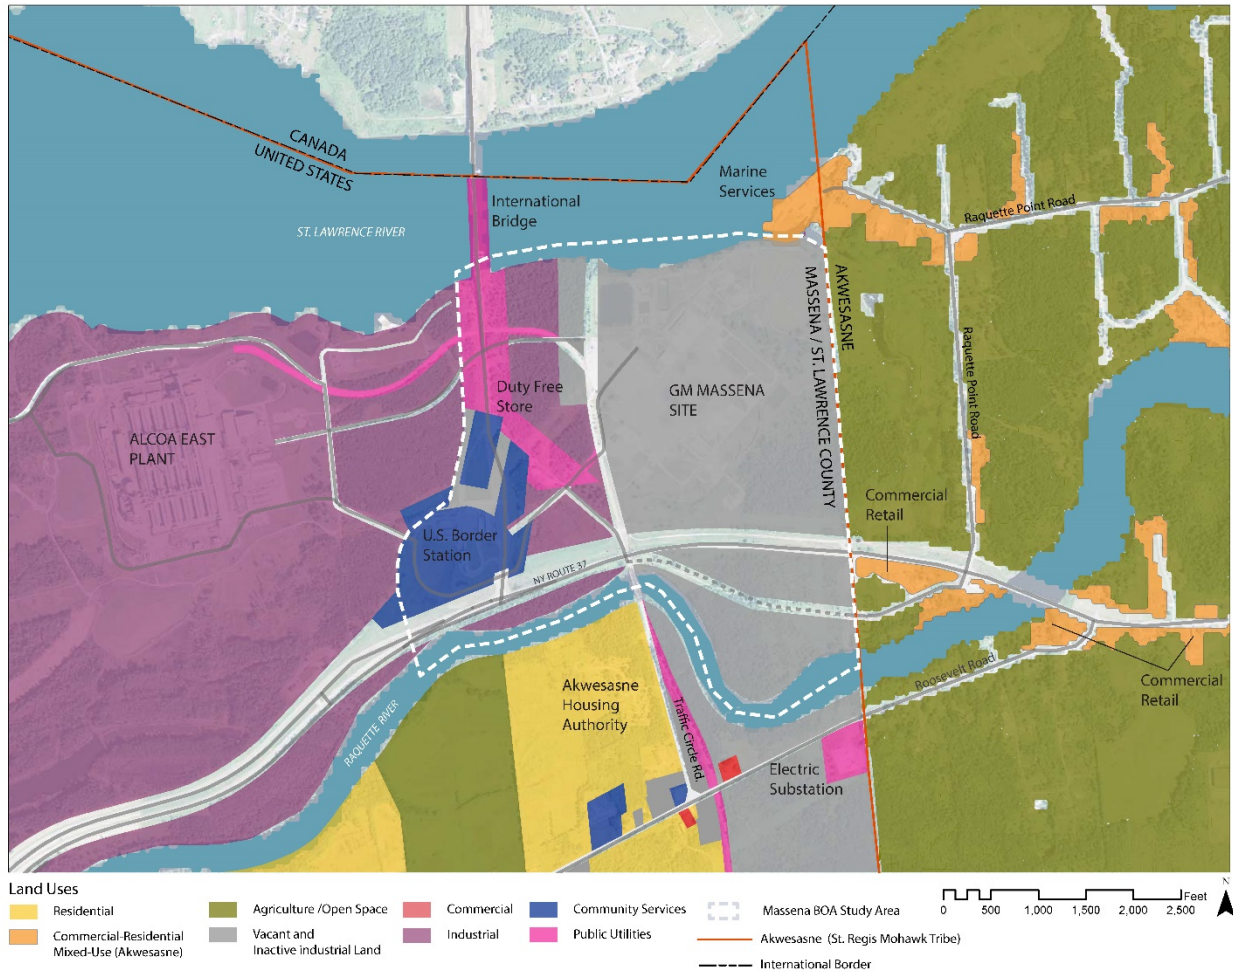 CANADA
UNITED STATES
Marine
Services
International
Bridge
ST. LAWRENCE RIVER
Raquette Point Road
AKWESASNE
MASSENA / ST. LAWRENCE COUNTY
Raquette Point Road
Duty Free
Store
GM MASSENA
SITE
ALCOA EAST
PLANT
Commercial
Retail
U.S. Border
Station
NY ROUTE 37
Akwesasne
Housing
Authority
Roosevelt Road
Commercial
Retail
RAQUETTE RIVER
Traffic Circle Rd.
Electric
Substation
Land Uses
Residential
Commercial-Residential
Mixed-Use (Akwesasne)
Agriculture /Open Space
Vacant and
Inactive industrial Land
Commercial
Industrial
Community Services
Public Utilities
Massena BOA Study Area
Akwesasne (St. Regis Mohawk Tribe)
International Border
Feet
0 500 1,000 1,500 2,000 2,500
N